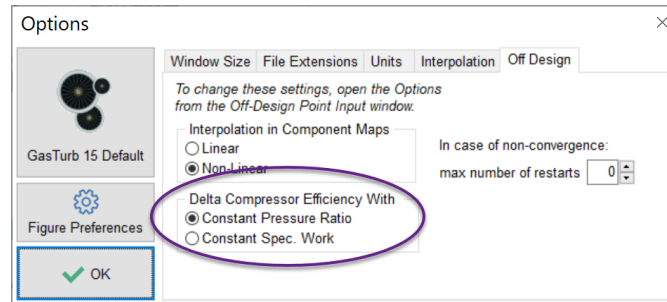 Options
Window Size File Extensions Units Interpolation Off Design
To change these settings, open the Options
from the Off-Design Point Input window.
GasTurb 15 Default
Figure Preferences
OK
Interpolation in Component Maps
Linear
Non-Linear
Delta Compressor Efficiency With
Constant Pressure Ratio
Constant Spec. Work
In case of non-convergence:
max number of restarts 0